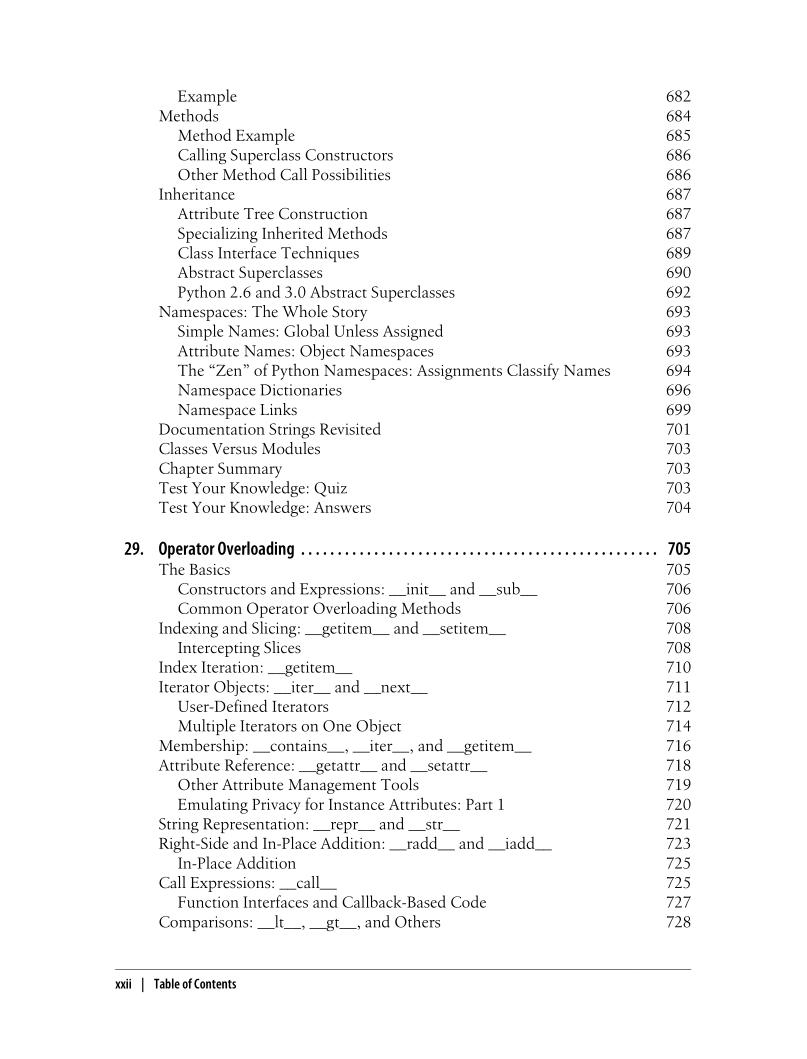 Example 682
Methods 684
Method Example 685
Calling Superclass Constructors 686
Other Method Call Possibilities 686
Inheritance 687
Attribute Tree Construction 687
Specializing Inherited Methods 687
Class Interface Techniques 689
Abstract Superclasses 690
Python 2.6 and 3.0 Abstract Superclasses 692
Namespaces: The Whole Story 693
Simple Names: Global Unless Assigned 693
Attribute Names: Object Namespaces 693
The “Zen” of Python Namespaces: Assignments Classify Names 694
Namespace Dictionaries 696
Namespace Links 699
Documentation Strings Revisited 701
Classes Versus Modules 703
Chapter Summary 703
Test Your Knowledge: Quiz 703
Test Your Knowledge: Answers 704
29. Operator Overloading . . . . . . . . . . . . . . . . . . . . . . . . . . . . . . . . . . . . . . . . . . . . . . . . . 705
The Basics 705
Constructors and Expressions: __init__ and __sub__ 706
Common Operator Overloading Methods 706
Indexing and Slicing: __getitem__ and __setitem__ 708
Intercepting Slices 708
Index Iteration: __getitem__ 710
Iterator Objects: __iter__ and __next__ 711
User-Defined Iterators 712
Multiple Iterators on One Object 714
Membership: __contains__, __iter__, and __getitem__ 716
Attribute Reference: __getattr__ and __setattr__ 718
Other Attribute Management Tools 719
Emulating Privacy for Instance Attributes: Part 1 720
String Representation: __repr__ and __str__ 721
Right-Side and In-Place Addition: __radd__ and __iadd__ 723
In-Place Addition 725
Call Expressions: __call__ 725
Function Interfaces and Callback-Based Code 727
Comparisons: __lt__, __gt__, and Others 728
xxii | Table of Contents